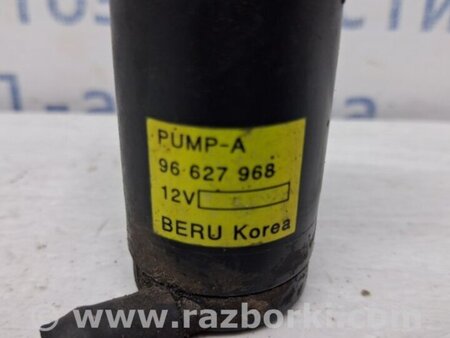 PUMP-A
96 627 968
12V
BERU Korea
© - www.razborki.com -